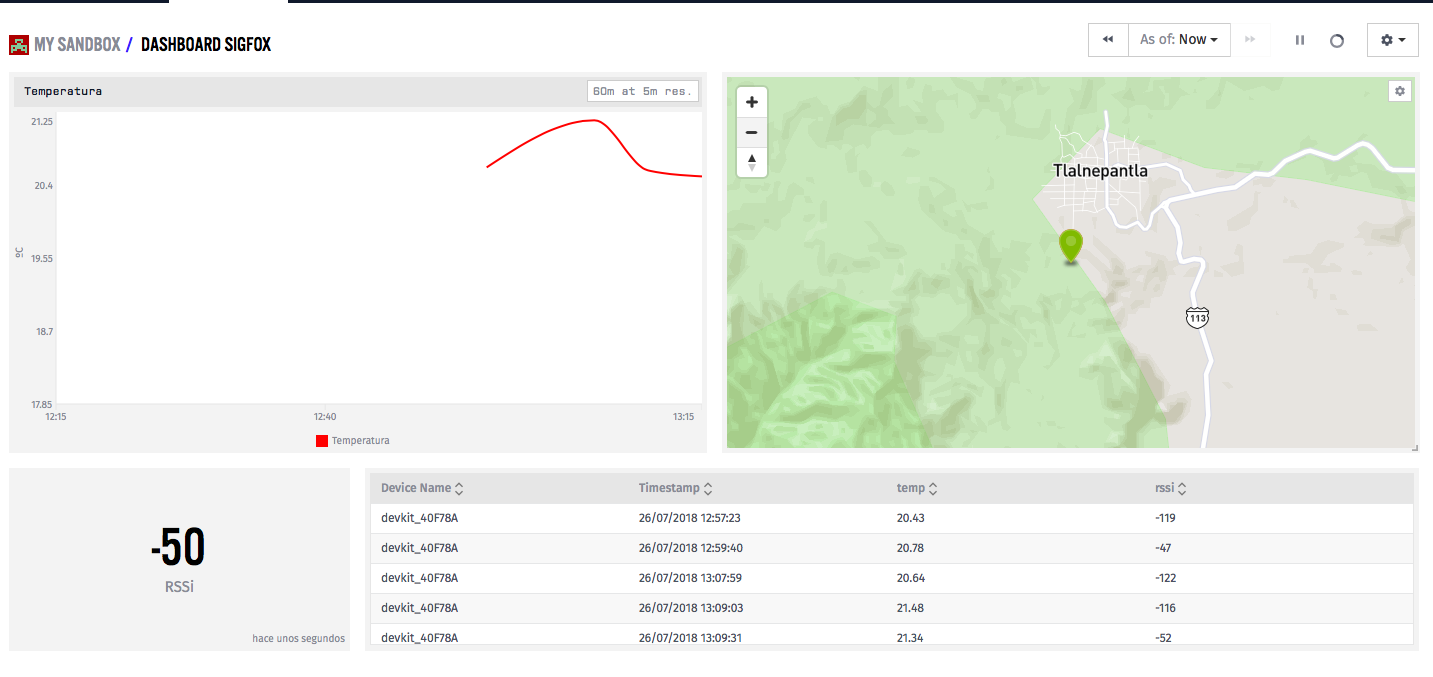 MY SANDBOX / DASHBOARD SIGFOX
As of: Now
Temperatura
60m at 5m res.
21.25
20.4
19.55
18.7
17.85
ºC
12:15 12:40 13:15
Temperatura
Tlalnepantla
113
-50
RSSi
hace unos segundos
Device Name Timestamp temp rssi
devkit_40F78A 26/07/2018 12:57:23 20.43 -119
devkit_40F78A 26/07/2018 12:59:40 20.78 -47
devkit_40F78A 26/07/2018 13:07:59 20.64 -122
devkit_40F78A 26/07/2018 13:09:03 21.48 -116
devkit_40F78A 26/07/2018 13:09:31 21.34 -52